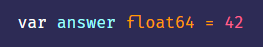 var answer float64 = 42